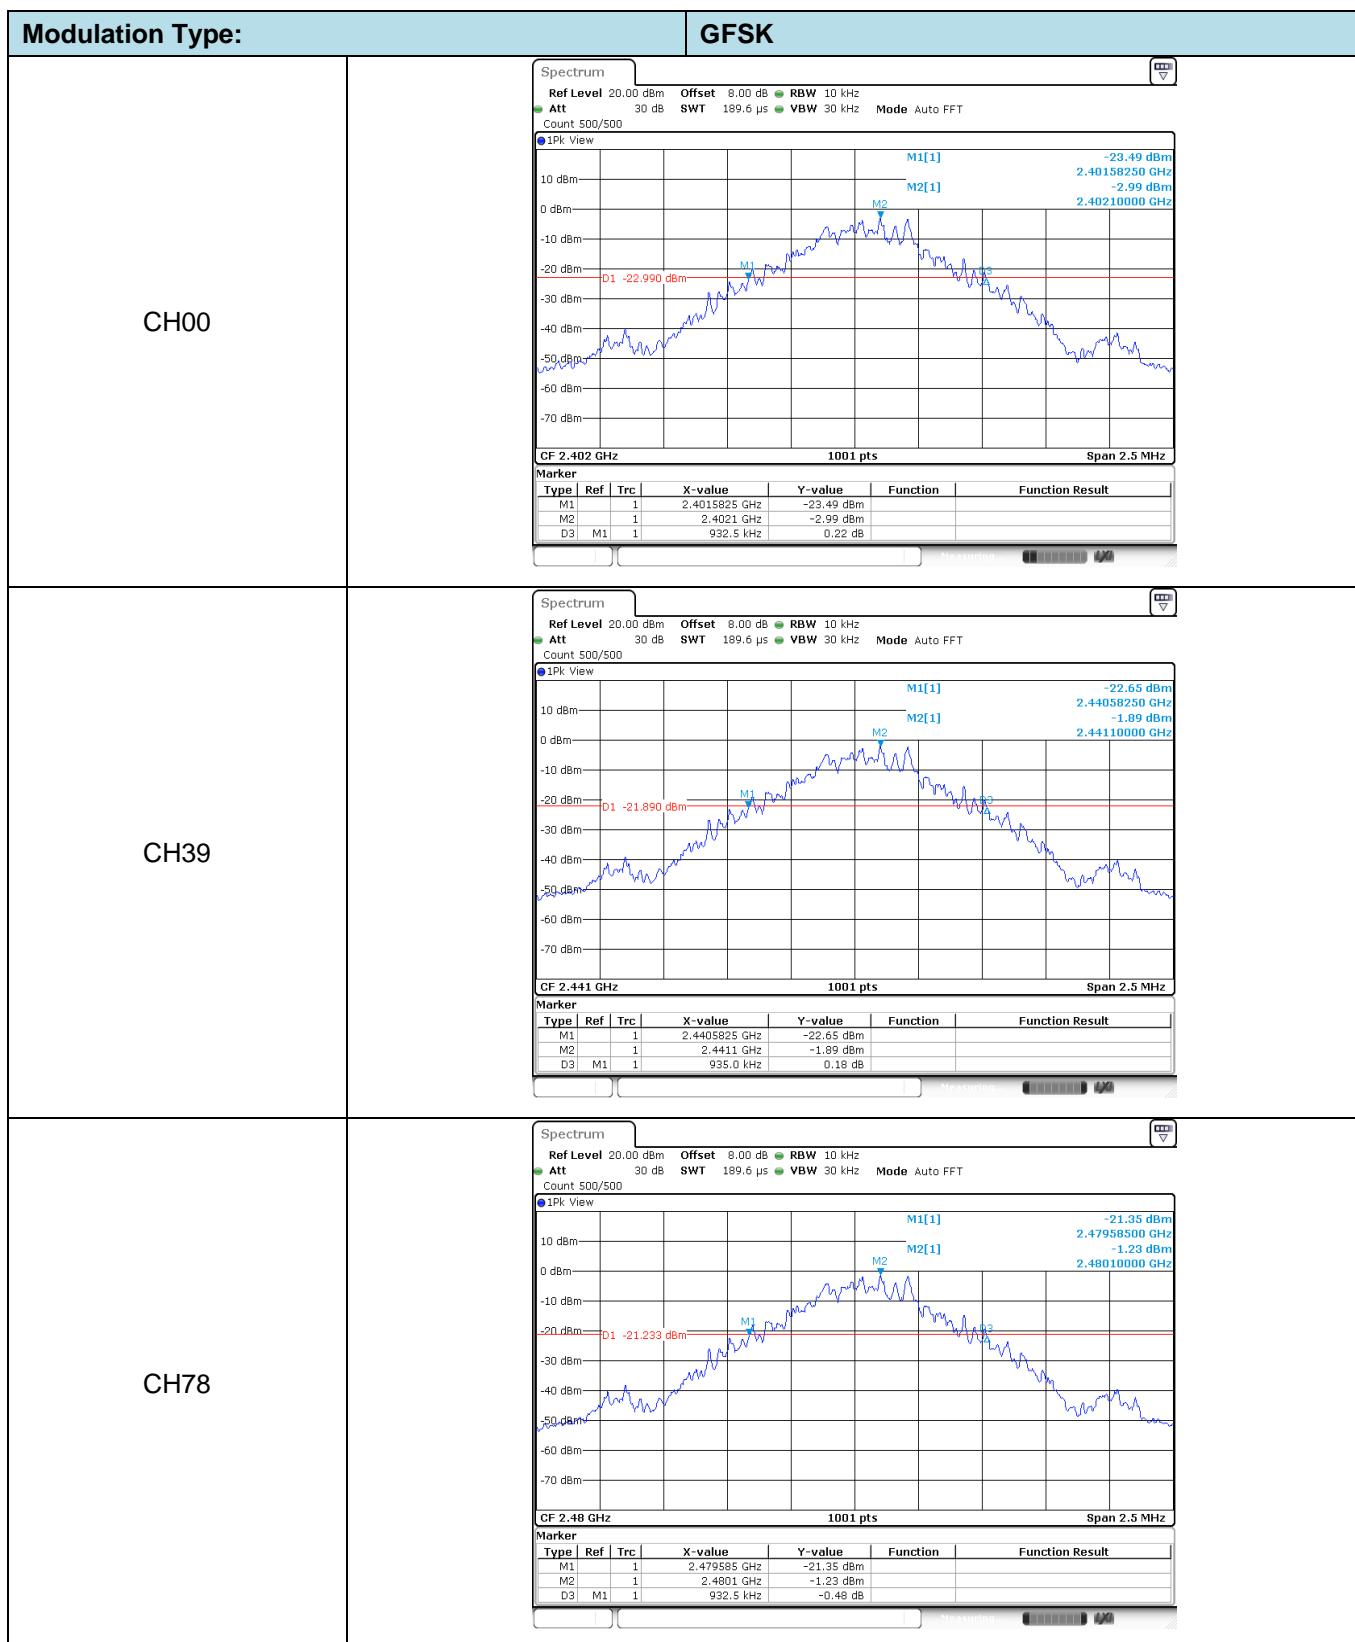 Modulation Type: GFSK
CH00
Spectrum
Ref Level 20.00 dBm Offset 8.00 dB RBW 10 kHz
Att 30 dB SWT 189.6 µs VBW 30 kHz Mode Auto FFT
Count 500/500
1Pk View
M1[1] -23.49 dBm
2.40158250 GHz
10 dBm
M2[1] -2.99 dBm
2.40210000 GHz
M2
0 dBm
-10 dBm
M1
-20 dBm
D3
D1 -22.990 dBm
-30 dBm
-40 dBm
-50 dBm
-60 dBm
-70 dBm
CF 2.402 GHz 1001 pts Span 2.5 MHz
Marker
Type Ref Trc X-value Y-value Function Function Result
M1 1 2.4015825 GHz -23.49 dBm
M2 1 2.4021 GHz -2.99 dBm
D3 M1 1 932.5 kHz 0.22 dB
Measuring...
CH39
Spectrum
Ref Level 20.00 dBm Offset 8.00 dB RBW 10 kHz
Att 30 dB SWT 189.6 µs VBW 30 kHz Mode Auto FFT
Count 500/500
1Pk View
M1[1] -22.65 dBm
2.44058250 GHz
10 dBm
M2[1] -1.89 dBm
2.44110000 GHz
M2
0 dBm
-10 dBm
M1
-20 dBm
D3
D1 -21.890 dBm
-30 dBm
-40 dBm
-50 dBm
-60 dBm
-70 dBm
CF 2.441 GHz 1001 pts Span 2.5 MHz
Marker
Type Ref Trc X-value Y-value Function Function Result
M1 1 2.4405825 GHz -22.65 dBm
M2 1 2.4411 GHz -1.89 dBm
D3 M1 1 935.0 kHz 0.18 dB
Measuring...
CH78
Spectrum
Ref Level 20.00 dBm Offset 8.00 dB RBW 10 kHz
Att 30 dB SWT 189.6 µs VBW 30 kHz Mode Auto FFT
Count 500/500
1Pk View
M1[1] -21.35 dBm
2.47958500 GHz
10 dBm
M2[1] -1.23 dBm
2.48010000 GHz
M2
0 dBm
-10 dBm
M1
-20 dBm
D3
D1 -21.233 dBm
-30 dBm
-40 dBm
-50 dBm
-60 dBm
-70 dBm
CF 2.48 GHz 1001 pts Span 2.5 MHz
Marker
Type Ref Trc X-value Y-value Function Function Result
M1 1 2.479585 GHz -21.35 dBm
M2 1 2.4801 GHz -1.23 dBm
D3 M1 1 932.5 kHz -0.48 dB
Measuring...